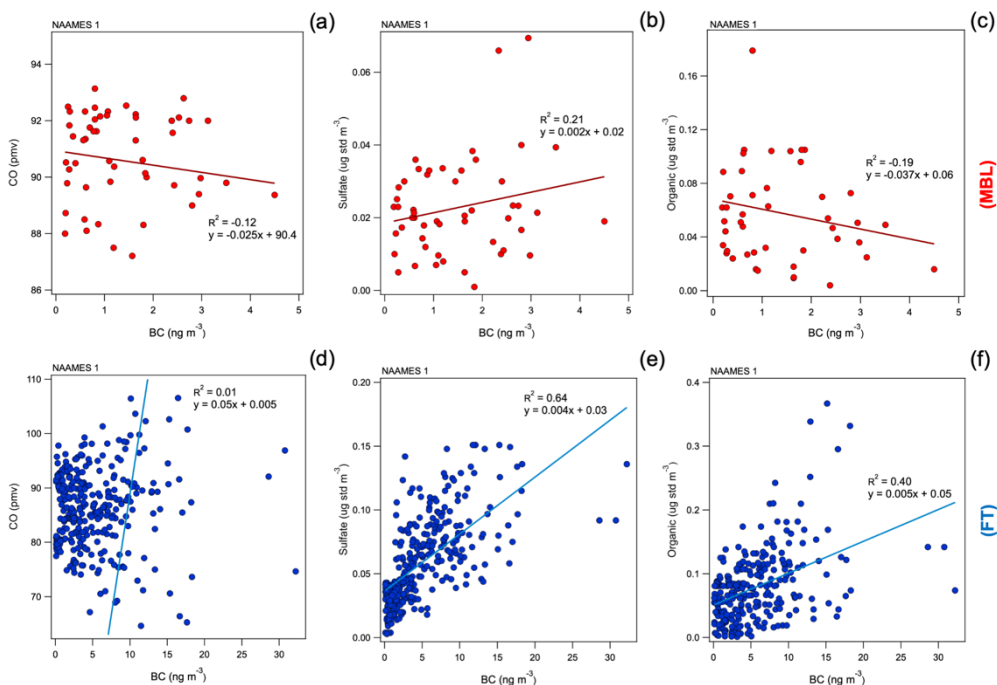 NAAMES 1
(a)
CO (pmv)
94
92
90
88
86
R² = -0.12
y = -0.025x + 90.4
0
1
2
3
4
5
BC (ng m⁻³)
NAAMES 1
(b)
Sulfate (ug std m⁻³)
0.06
0.04
0.02
0.00
R² = 0.21
y = 0.002x + 0.02
0
1
2
3
4
5
BC (ng m⁻³)
NAAMES 1
(c)
Organic (ug std m⁻³)
0.16
0.12
0.08
0.04
0.00
R² = -0.19
y = -0.037x + 0.06
0
1
2
3
4
5
BC (ng m⁻³)
(MBL)
NAAMES 1
(d)
CO (pmv)
110
100
90
80
70
R² = 0.01
y = 0.05x + 0.005
0
5
10
15
20
25
30
BC (ng m⁻³)
NAAMES 1
(e)
Sulfate (ug std m⁻³)
0.20
0.15
0.10
0.05
0.00
R² = 0.64
y = 0.004x + 0.03
0
5
10
15
20
25
30
BC (ng m⁻³)
NAAMES 1
(f)
Organic (ug std m⁻³)
0.4
0.3
0.2
0.1
0.0
R² = 0.40
y = 0.005x + 0.05
0
5
10
15
20
25
30
BC (ng m⁻³)
(FT)